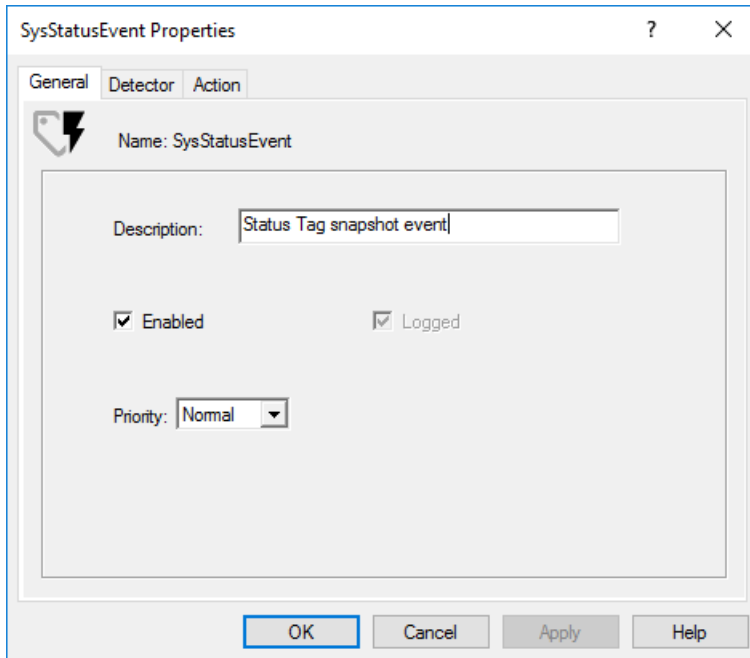 SysStatusEvent Properties ?
General Detector Action
Name: SysStatusEvent
Description: Status Tag snapshot event
Enabled Logged
Priority: Normal
OK Cancel Apply Help